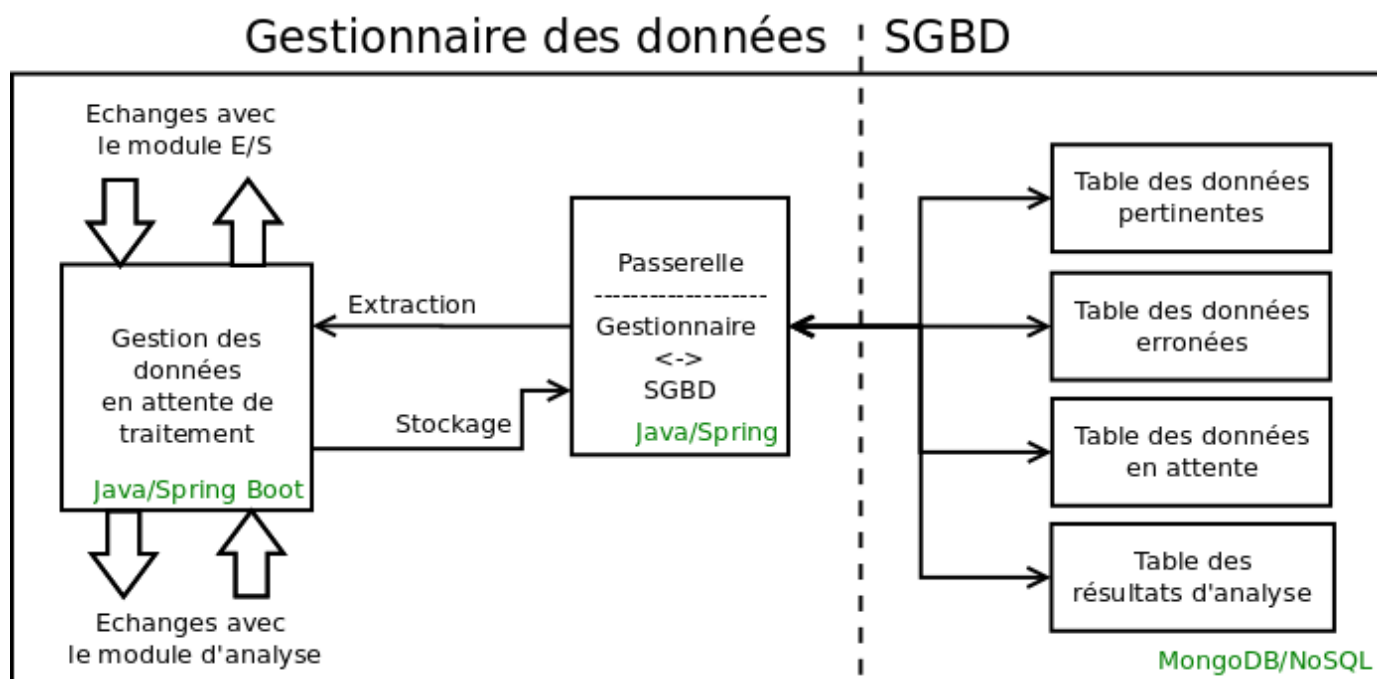 Gestionnaire des données
SGBD
Echanges avec
le module E/S
Gestion des
données
en attente de
traitement
Java/Spring Boot
Echanges avec
le module d'analyse
Extraction
Stockage
Passerelle
-------------------
Gestionnaire
<->
SGBD
Java/Spring
Table des données
pertinentes
Table des données
erronées
Table des données
en attente
Table des
résultats d'analyse
MongoDB/NoSQL